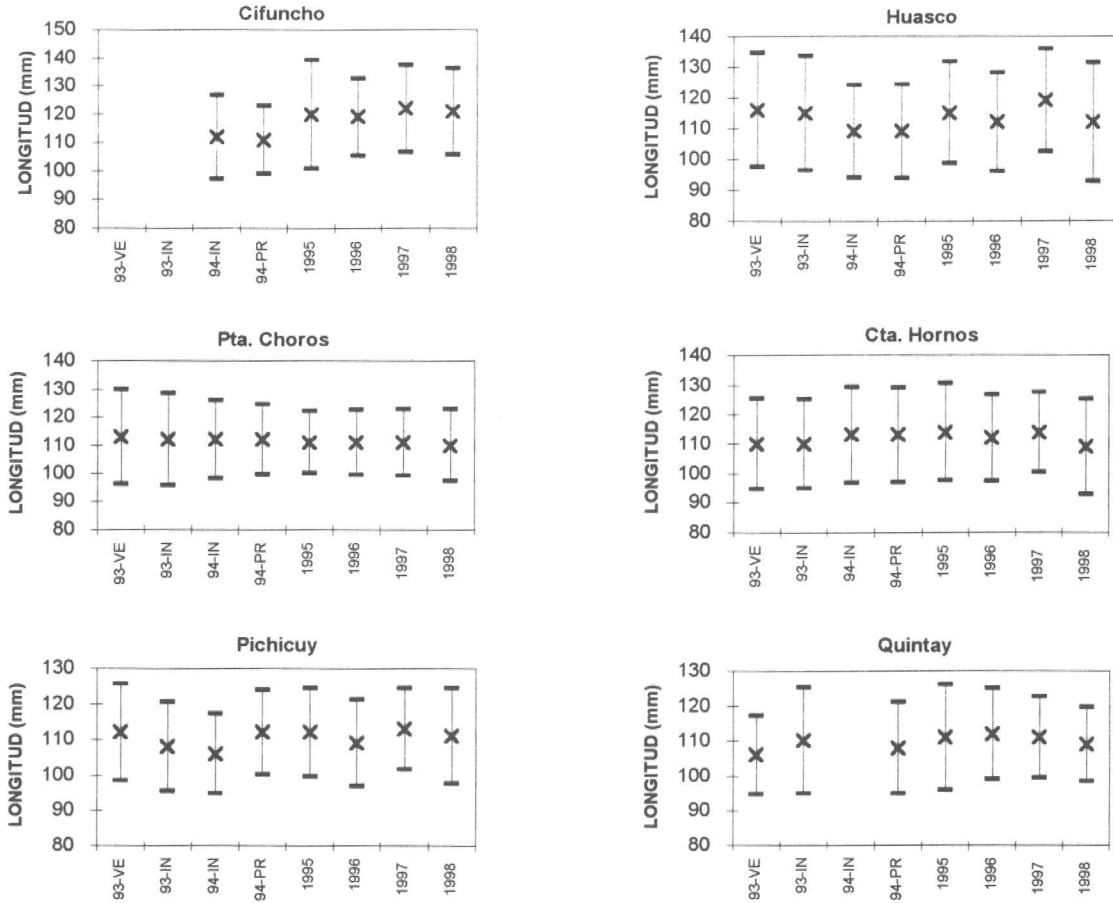 Cifuncho
LONGITUD (mm)
150
140
130
120
110
100
90
80
93-VE
93-IN
94-IN
94-PR
1995
1996
1997
1998
Huasco
LONGITUD (mm)
140
130
120
110
100
90
80
93-VE
93-IN
94-IN
94-PR
1995
1996
1997
1998
Pta. Choros
LONGITUD (mm)
140
130
120
110
100
90
80
93-VE
93-IN
94-IN
94-PR
1995
1996
1997
1998
Cta. Hornos
LONGITUD (mm)
140
130
120
110
100
90
80
93-VE
93-IN
94-IN
94-PR
1995
1996
1997
1998
Pichicuy
LONGITUD (mm)
130
120
110
100
90
80
93-VE
93-IN
94-IN
94-PR
1995
1996
1997
1998
Quintay
LONGITUD (mm)
130
120
110
100
90
80
93-VE
93-IN
94-IN
94-PR
1995
1996
1997
1998